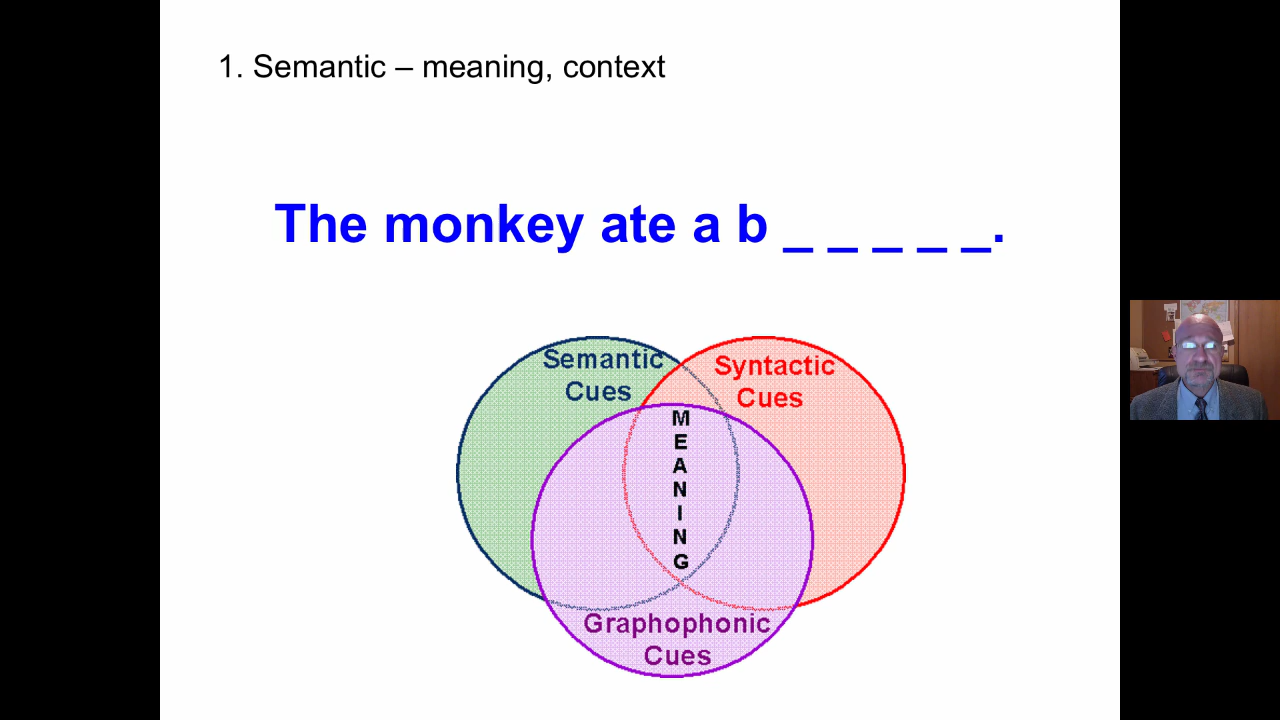 1. Semantic – meaning, context
The monkey ate a b _ _ _ _ _.
Semantic
Cues
Syntactic
Cues
M
E
A
N
I
N
G
Graphophonic
Cues